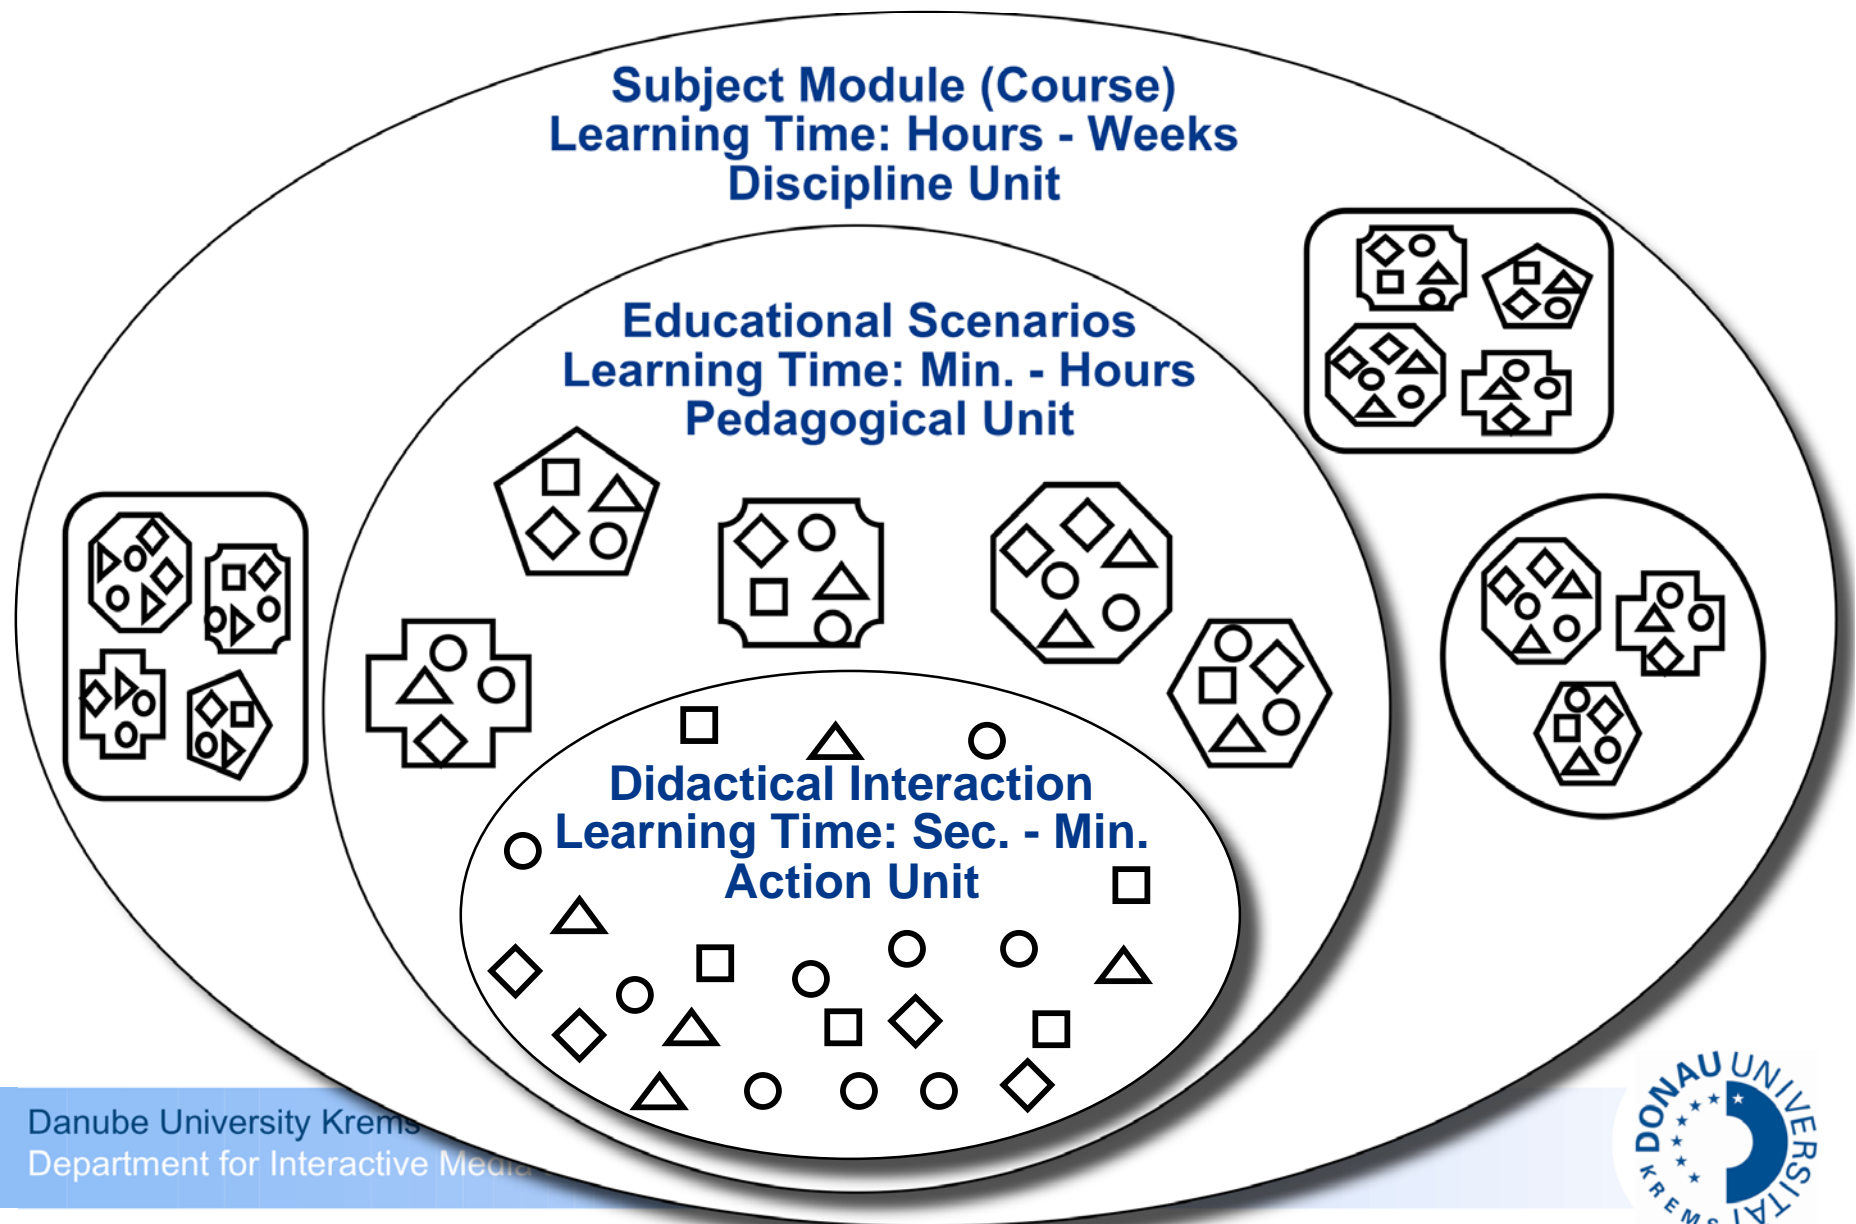 Subject Module (Course)
Learning Time: Hours - Weeks
Discipline Unit
Educational Scenarios
Learning Time: Min. - Hours
Pedagogical Unit
Didactical Interaction
Learning Time: Sec. - Min.
Action Unit
Danube University Krems
Department for Interactive Media
DONAU UNIVERSITÄT KREMS